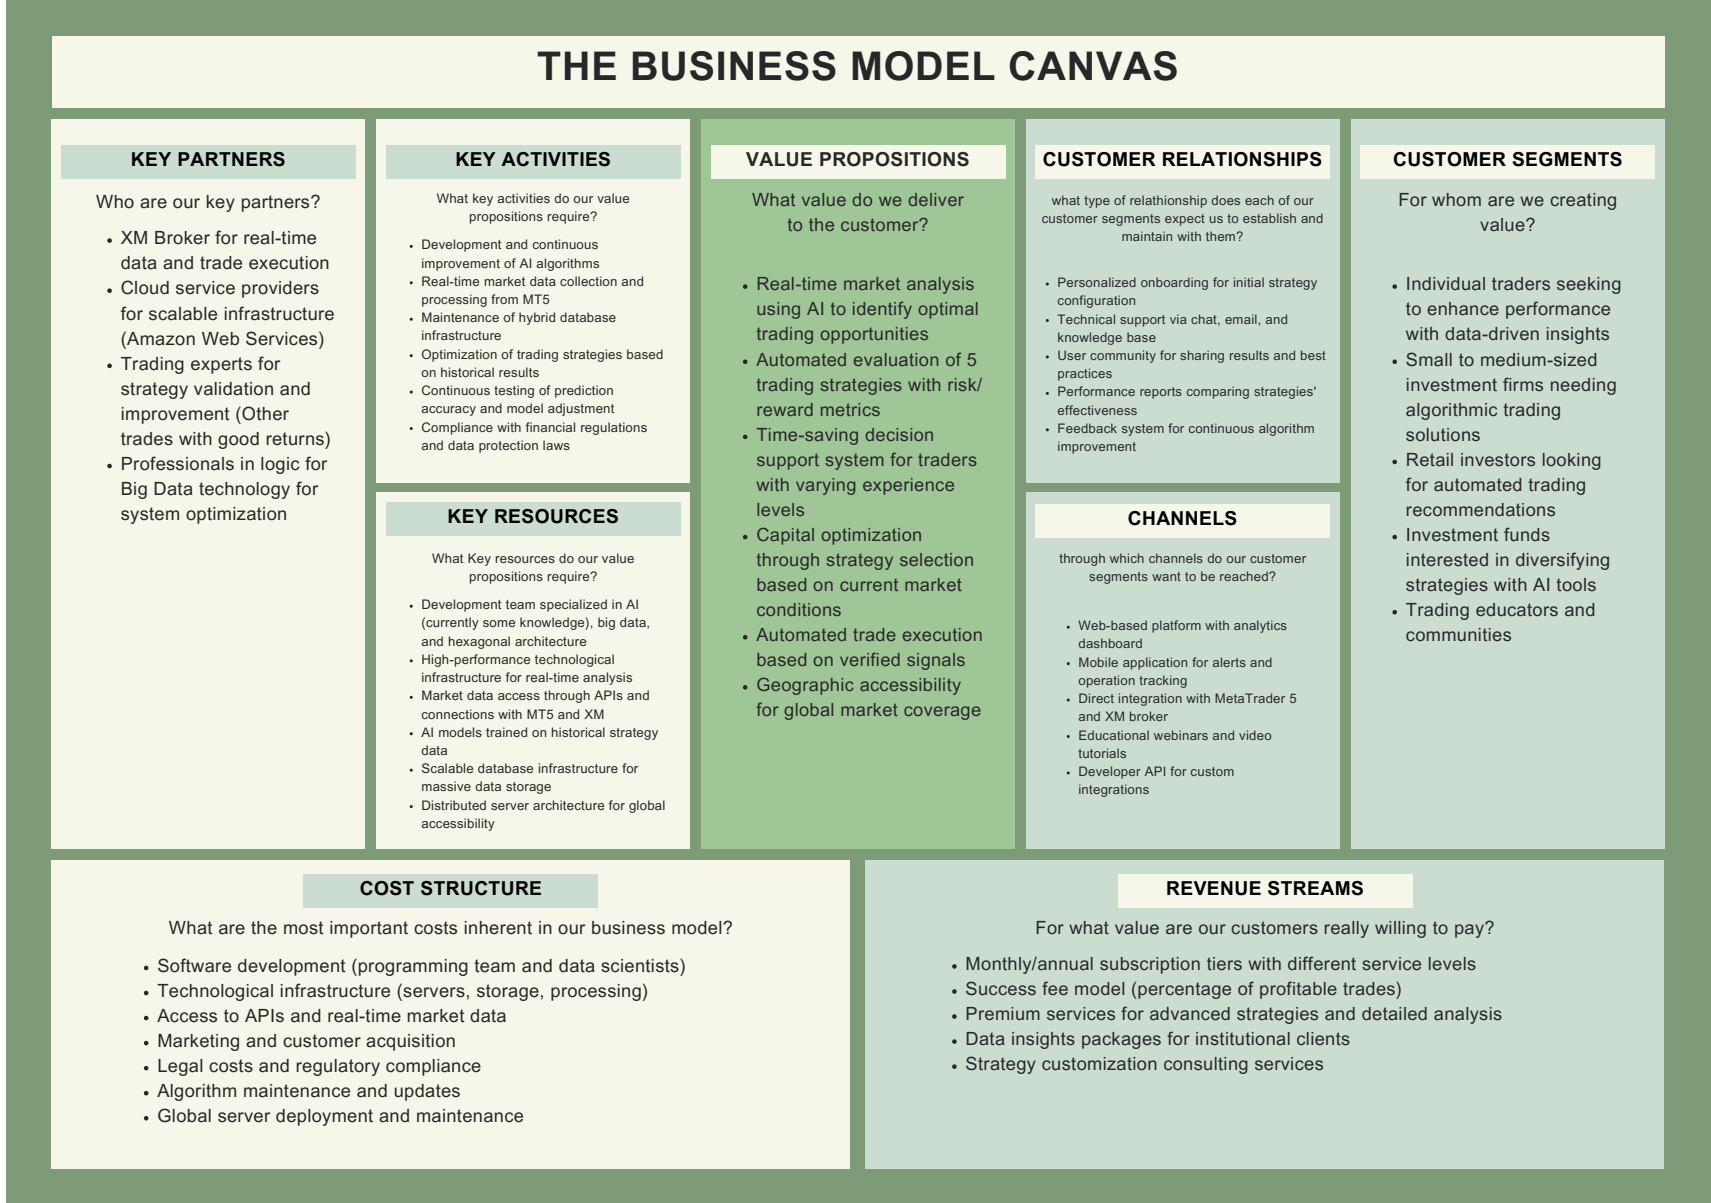 THE BUSINESS MODEL CANVAS
KEY PARTNERS
Who are our key partners?
• XM Broker for real-time
data and trade execution
• Cloud service providers
for scalable infrastructure
(Amazon Web Services)
• Trading experts for
strategy validation and
improvement (Other
trades with good returns)
• Professionals in logic for
Big Data technology for
system optimization
KEY ACTIVITIES
What key activities do our value
propositions require?
• Development and continuous
improvement of AI algorithms
• Real-time market data collection and
processing from MT5
• Maintenance of hybrid database
infrastructure
• Optimization of trading strategies based
on historical results
• Continuous testing of prediction
accuracy and model adjustment
• Compliance with financial regulations
and data protection laws
KEY RESOURCES
What Key resources do our value
propositions require?
• Development team specialized in AI
(currently some knowledge), big data,
and hexagonal architecture
• High-performance technological
infrastructure for real-time analysis
• Market data access through APIs and
connections with MT5 and XM
• AI models trained on historical strategy
data
• Scalable database infrastructure for
massive data storage
• Distributed server architecture for global
accessibility
VALUE PROPOSITIONS
What value do we deliver
to the customer?
• Real-time market analysis
using AI to identify optimal
trading opportunities
• Automated evaluation of 5
trading strategies with risk/
reward metrics
• Time-saving decision
support system for traders
with varying experience
levels
• Capital optimization
through strategy selection
based on current market
conditions
• Automated trade execution
based on verified signals
• Geographic accessibility
for global market coverage
CUSTOMER RELATIONSHIPS
what type of relathionship does each of our
customer segments expect us to establish and
maintain with them?
• Personalized onboarding for initial strategy
configuration
• Technical support via chat, email, and
knowledge base
• User community for sharing results and best
practices
• Performance reports comparing strategies'
effectiveness
• Feedback system for continuous algorithm
improvement
CHANNELS
through which channels do our customer
segments want to be reached?
• Web-based platform with analytics
dashboard
• Mobile application for alerts and
operation tracking
• Direct integration with MetaTrader 5
and XM broker
• Educational webinars and video
tutorials
• Developer API for custom
integrations
CUSTOMER SEGMENTS
For whom are we creating
value?
• Individual traders seeking
to enhance performance
with data-driven insights
• Small to medium-sized
investment firms needing
algorithmic trading
solutions
• Retail investors looking
for automated trading
recommendations
• Investment funds
interested in diversifying
strategies with AI tools
• Trading educators and
communities
COST STRUCTURE
What are the most important costs inherent in our business model?
• Software development (programming team and data scientists)
• Technological infrastructure (servers, storage, processing)
• Access to APIs and real-time market data
• Marketing and customer acquisition
• Legal costs and regulatory compliance
• Algorithm maintenance and updates
• Global server deployment and maintenance
REVENUE STREAMS
For what value are our customers really willing to pay?
• Monthly/annual subscription tiers with different service levels
• Success fee model (percentage of profitable trades)
• Premium services for advanced strategies and detailed analysis
• Data insights packages for institutional clients
• Strategy customization consulting services